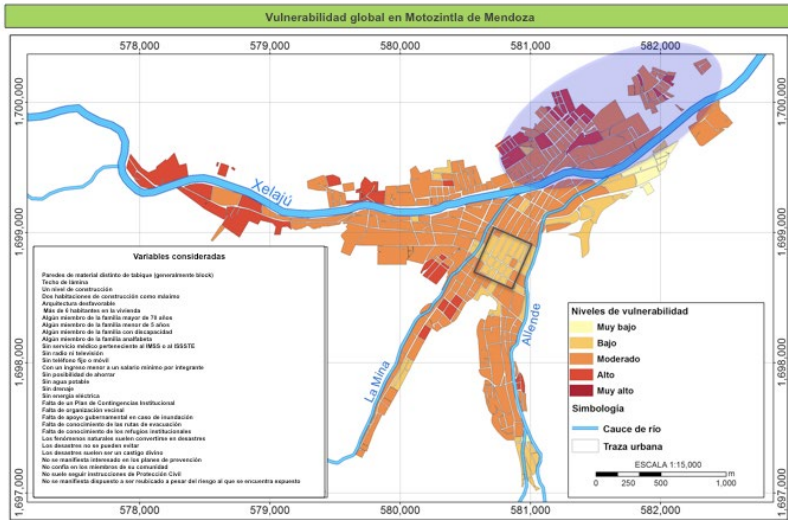 Vulnerabilidad global en Motozintla de Mendoza
578,000 579,000 580,000 581,000 582,000
1,700,000 1,700,000
Xelajú
1,699,000 1,699,000
Variables consideradas
Paredes de material distinto de tabique (generalmente block)
Techo de lámina
Un nivel de construcción
Dos habitaciones de construcción como máximo
Arquitectura desfavorable
Más de 6 habitantes en la vivienda
Algún miembro de la familia mayor de 70 años
Algún miembro de la familia menor de 5 años
Algún miembro de la familia con discapacidad
Algún miembro de la familia analfabeta
Sin servicio médico perteneciente al IMSS o al ISSSTE
Sin radio ni televisión
Sin teléfono fijo o móvil
Con un ingreso menor a un salario mínimo por integrante
Sin posibilidad de ahorrar
Sin agua potable
Sin drenaje
Sin energía eléctrica
Falta de un Plan de Contingencias Institucional
Falta de organización vecinal
Falta de apoyo gubernamental en caso de inundación
Falta de conocimiento de las rutas de evacuación
Falta de conocimiento de los refugios institucionales
Los fenómenos naturales suelen convertirse en desastres
Los desastres no se pueden evitar
Los desastres suelen ser un castigo divino
No se manifiesta interesado en los planes de prevención
No confía en los miembros de su comunidad
No suele seguir instrucciones de Protección Civil
No se manifiesta dispuesto a ser reubicado a pesar del riesgo al que se encuentra expuesto
La Mina
Allende
Niveles de vulnerabilidad
Muy bajo
Bajo
Moderado
Alto
Muy alto
Simbología
Cauce de río
Traza urbana
ESCALA 1:15,000
m
0 250 500 1,000
1,698,000 1,698,000
1,697,000 1,697,000
578,000 579,000 580,000 581,000 582,000